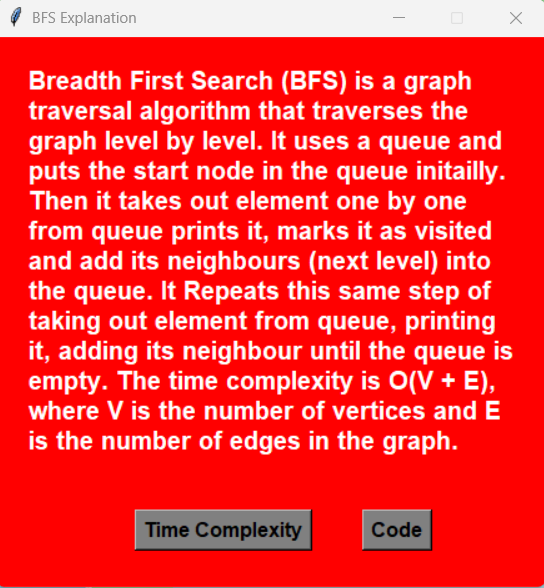 BFS Explanation
Breadth First Search (BFS) is a graph
traversal algorithm that traverses the
graph level by level. It uses a queue and
puts the start node in the queue initailly.
Then it takes out element one by one
from queue prints it, marks it as visited
and add its neighbours (next level) into
the queue. It Repeats this same step of
taking out element from queue, printing
it, adding its neighbour until the queue is
empty. The time complexity is O(V + E),
where V is the number of vertices and E
is the number of edges in the graph.
Time Complexity
Code